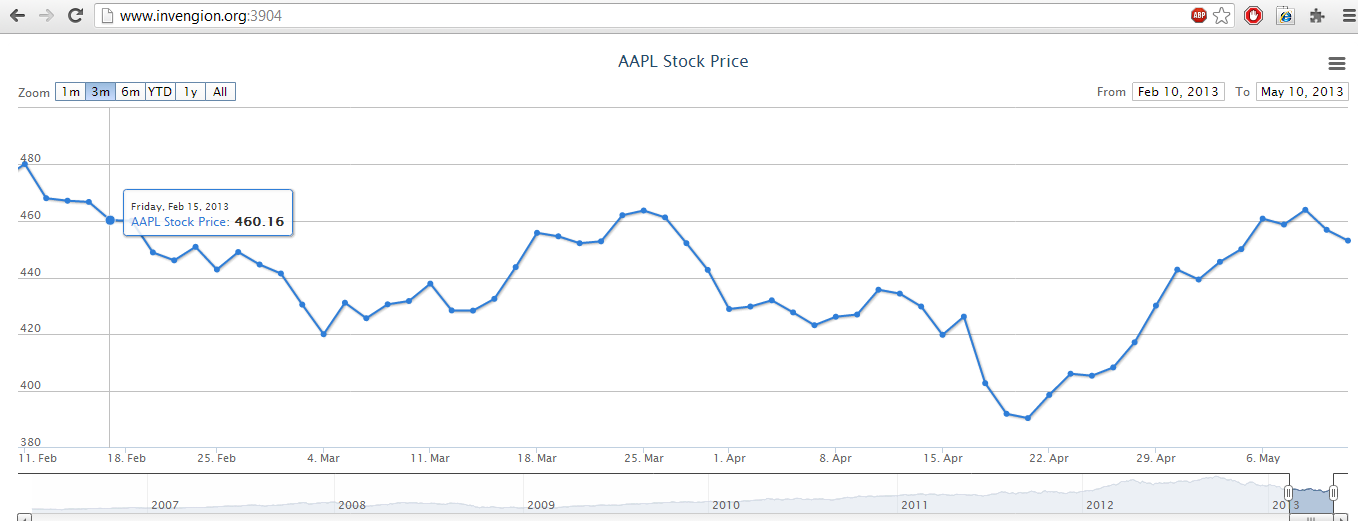 www.invengion.org:3904
ABP
AAPL Stock Price
Zoom 1m 3m 6m YTD 1y All From Feb 10, 2013 To May 10, 2013
480
460
440
420
400
380
Friday, Feb 15, 2013
AAPL Stock Price: 460.16
11. Feb 18. Feb 25. Feb 4. Mar 11. Mar 18. Mar 25. Mar 1. Apr 8. Apr 15. Apr 22. Apr 29. Apr 6. May
2007 2008 2009 2010 2011 2012 2013